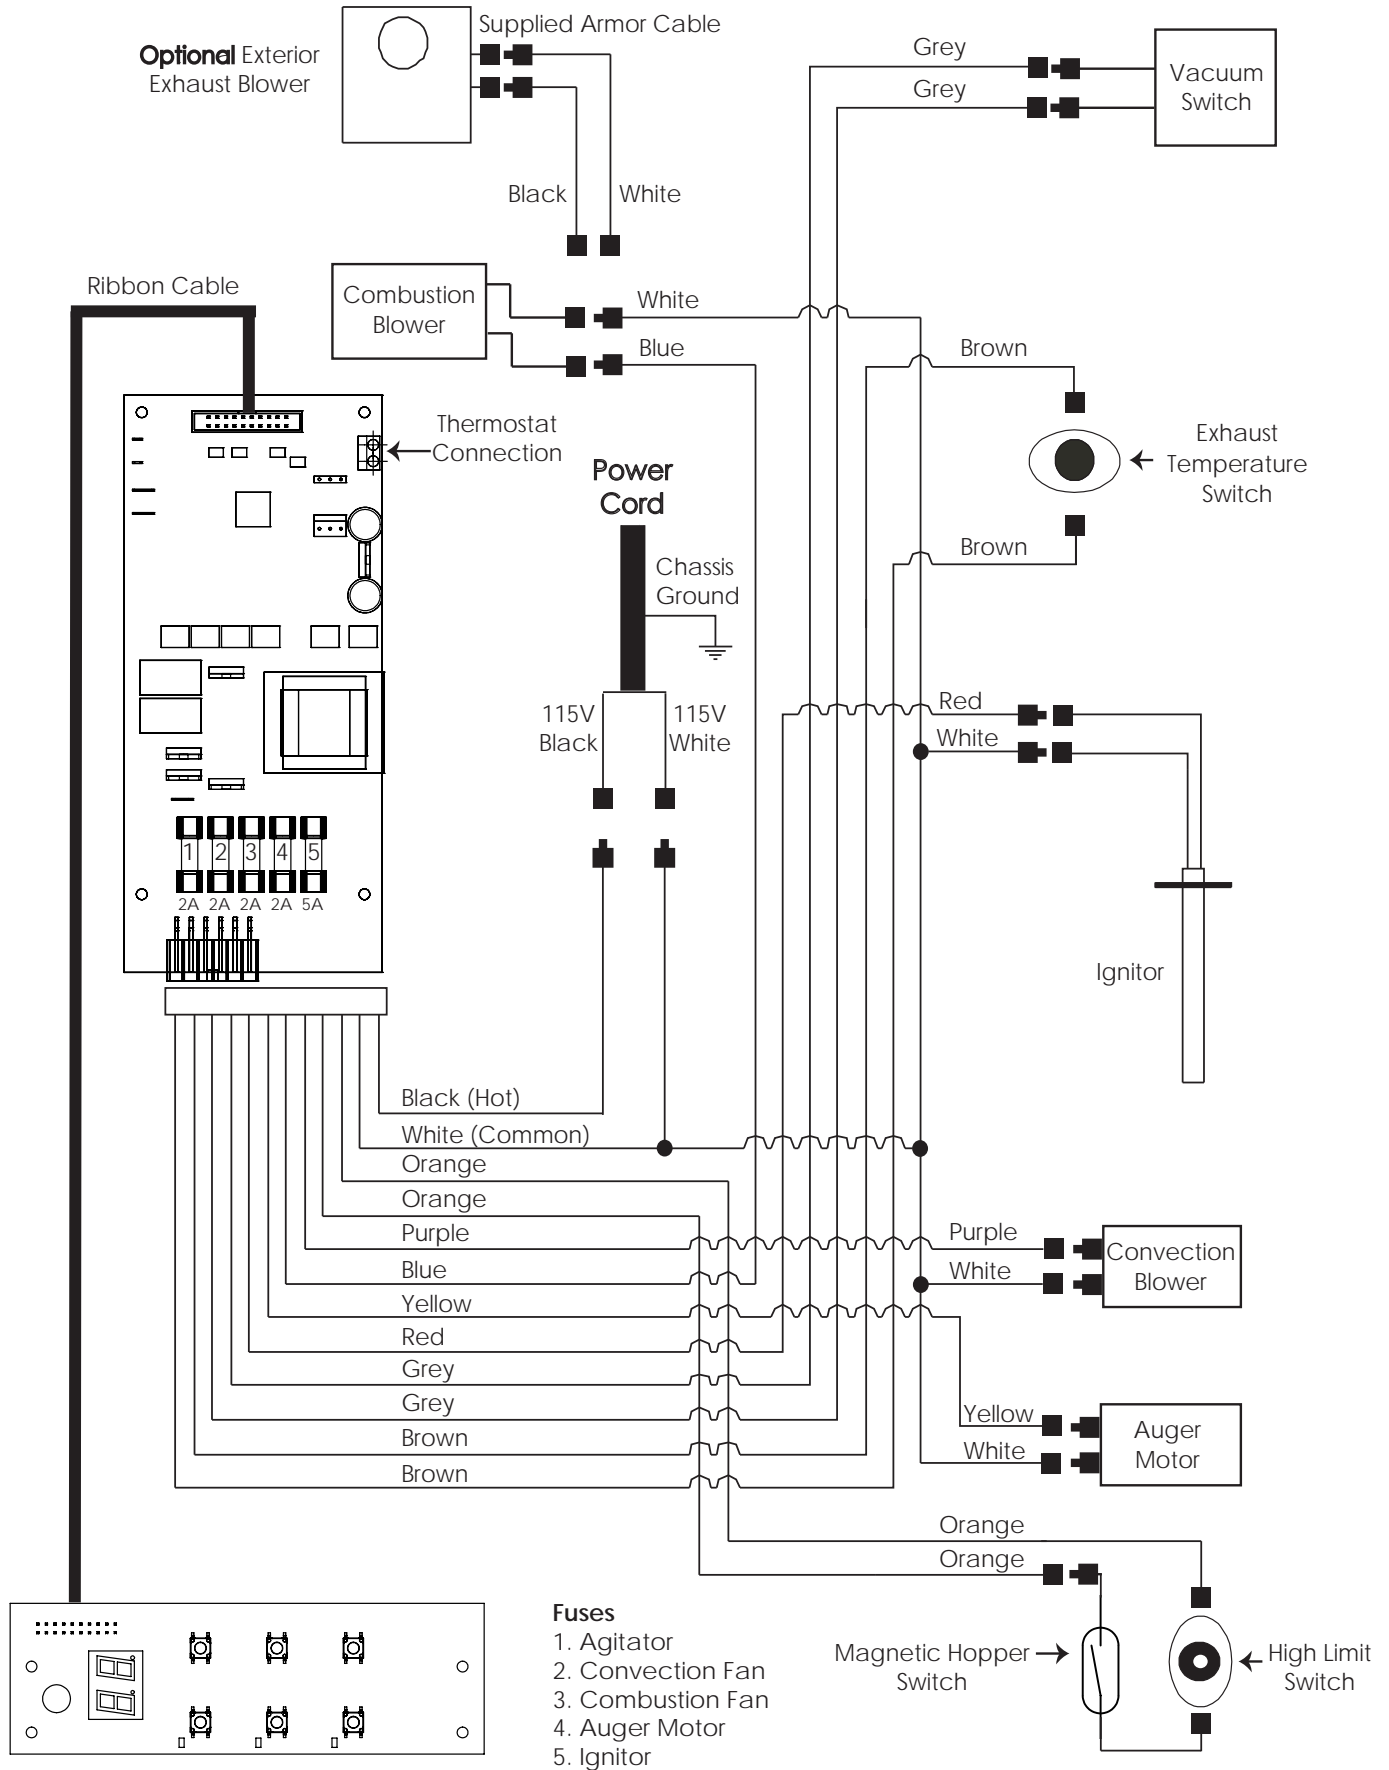 Supplied Armor Cable
Optional Exterior
Exhaust Blower
Black
White
Grey
Grey
Vacuum
Switch
Ribbon Cable
Combustion
Blower
White
Blue
Brown
Thermostat
Connection
Exhaust
Temperature
Switch
Power
Cord
Brown
Chassis
Ground
115V
Black
115V
White
Red
White
1
2
3
4
5
2A
2A
2A
2A
5A
Ignitor
Black (Hot)
White (Common)
Orange
Orange
Purple
Blue
Yellow
Red
Grey
Grey
Brown
Brown
Purple
White
Convection
Blower
Yellow
White
Auger
Motor
Orange
Orange
Magnetic Hopper
Switch
High Limit
Switch
Fuses
1. Agitator
2. Convection Fan
3. Combustion Fan
4. Auger Motor
5. Ignitor